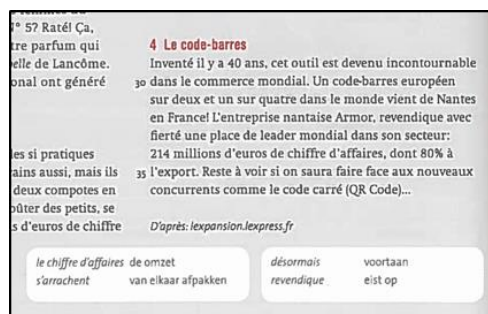 N° 5? Raté! Ça,
tre parfum qui
belle de Lancôme.
onal ont généré
les si pratiques
ains aussi, mais ils
deux compotes en
oûter des petits, se
s d'euros de chiffre
4 Le code-barres
Inventé il y a 40 ans, cet outil est devenu incontournable
30 dans le commerce mondial. Un code-barres européen
sur deux et un sur quatre dans le monde vient de Nantes
en France! L'entreprise nantaise Armor, revendique avec
fierté une place de leader mondial dans son secteur:
214 millions d'euros de chiffre d'affaires, dont 80% à
35 l'export. Reste à voir si on saura faire face aux nouveaux
concurrents comme le code carré (QR Code)...
D'après: lexpansion.lexpress.fr
le chiffre d'affaires de omzet
s'arrachent van elkaar afpakken
désormais voortaan
revendique eist op